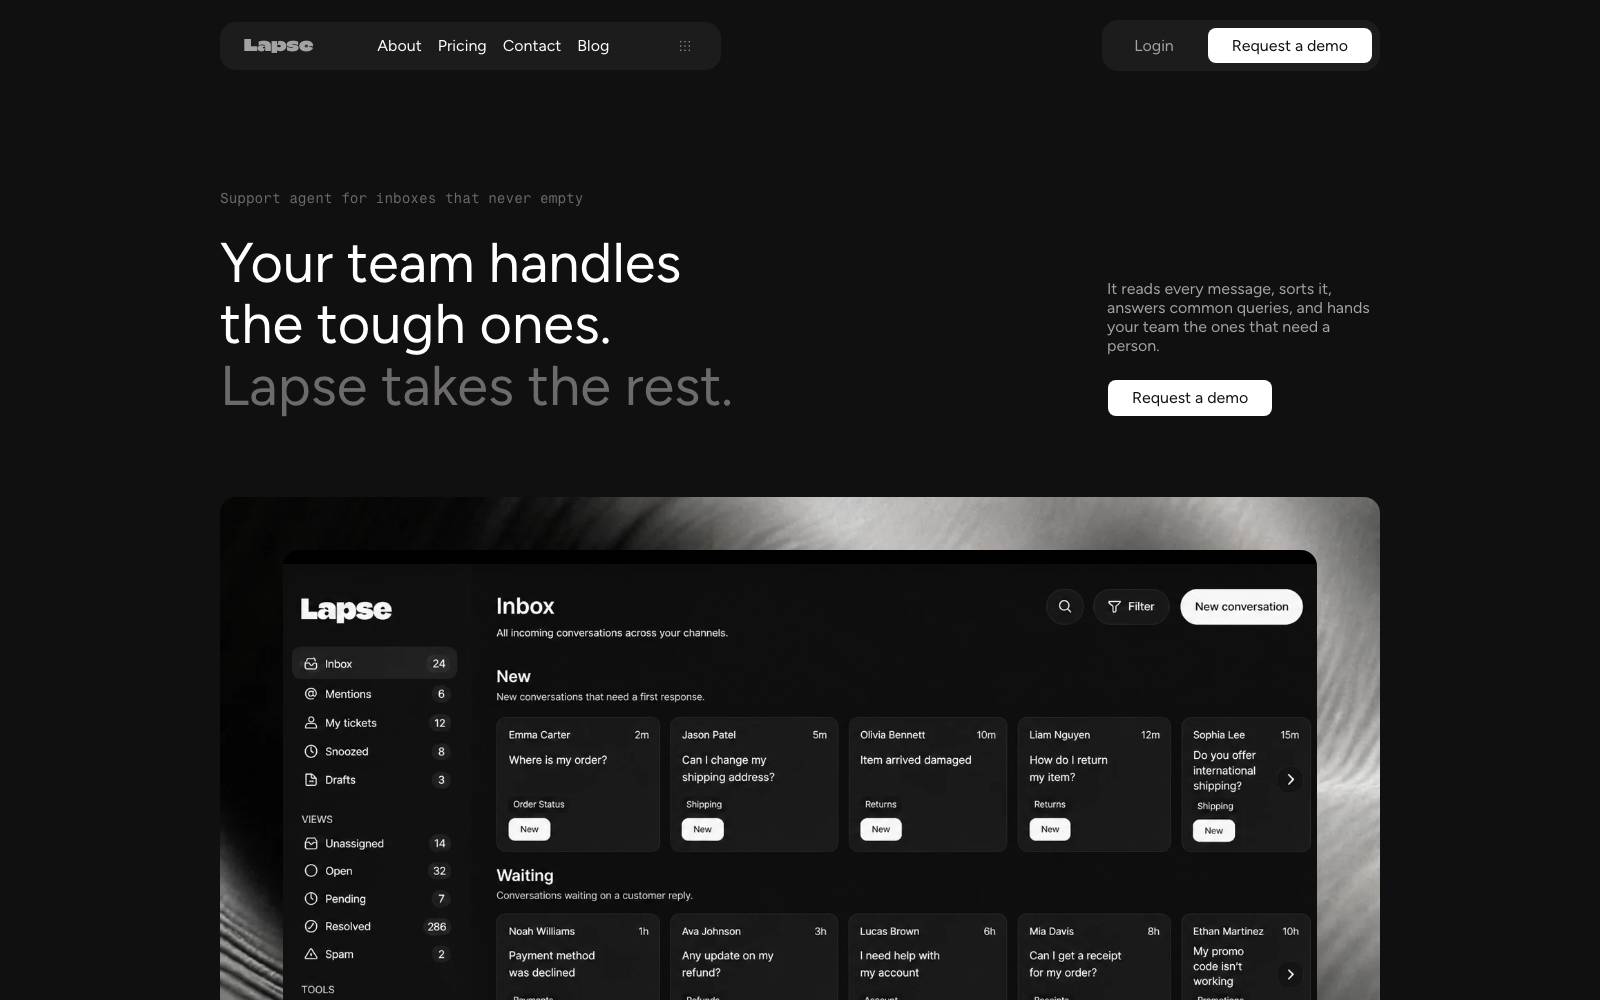 Lapse
About Pricing Contact Blog
Login
Request a demo
Support agent for inboxes that never empty
Your team handles
the tough ones.
Lapse takes the rest.
It reads every message, sorts it,
answers common queries, and hands
your team the ones that need a
person.
Request a demo
Lapse
Inbox 24
Mentions 6
My tickets 12
Snoozed 8
Drafts 3
VIEWS
Unassigned 14
Open 32
Pending 7
Resolved 286
Spam 2
TOOLS
Inbox
All incoming conversations across your channels.
Filter
New conversation
New
New conversations that need a first response.
Emma Carter 2m
Where is my order?
Order Status
New
Jason Patel 5m
Can I change my
shipping address?
Shipping
New
Olivia Bennett 10m
Item arrived damaged
Returns
New
Liam Nguyen 12m
How do I return
my item?
Returns
New
Sophia Lee 15m
Do you offer
international
shipping?
Shipping
New
Waiting
Conversations waiting on a customer reply.
Noah Williams 1h
Payment method
was declined
Payments
Ava Johnson 3h
Any update on my
refund?
Refunds
Lucas Brown 6h
I need help with
my account
Account
Mia Davis 8h
Can I get a receipt
for my order?
Receipts
Ethan Martinez 10h
My promo
code isn't
working
Promotions